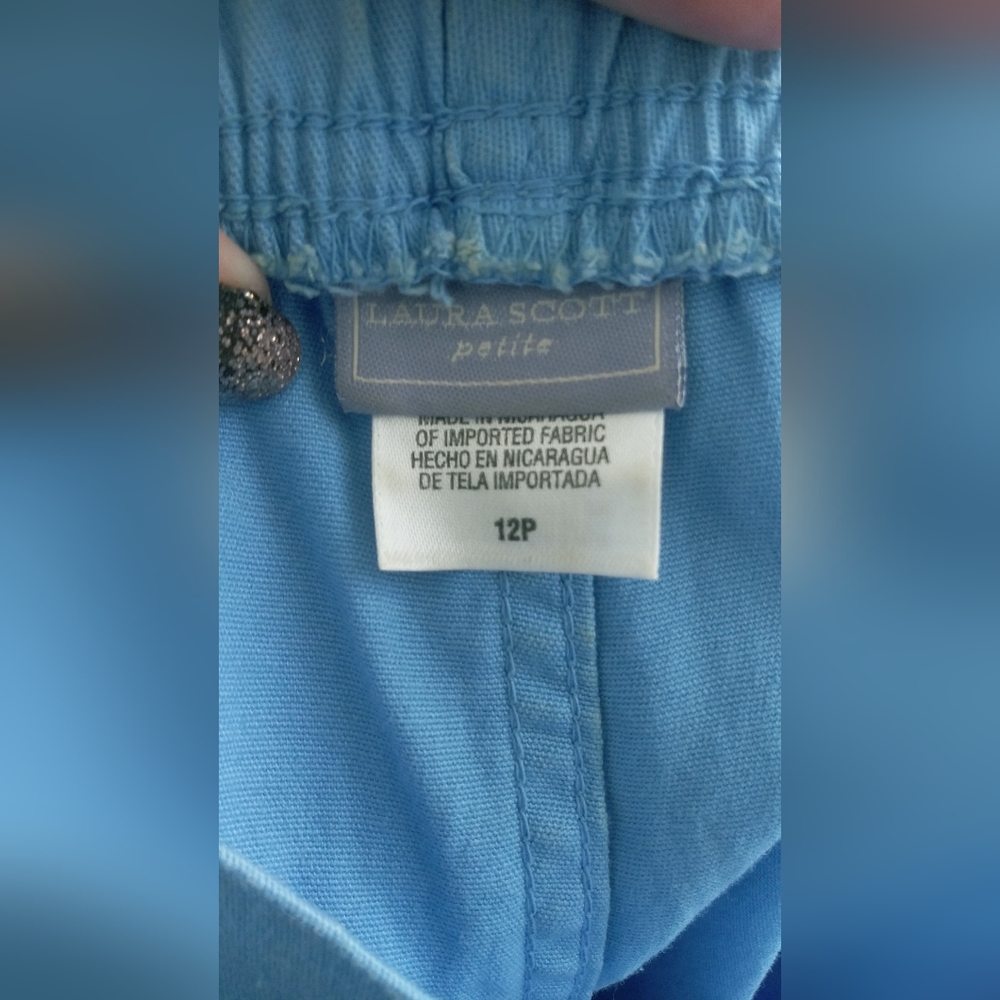 LAURA SCOTT
petite
MADE IN NICARAGUA
OF IMPORTED FABRIC
HECHO EN NICARAGUA
DE TELA IMPORTADA
12P